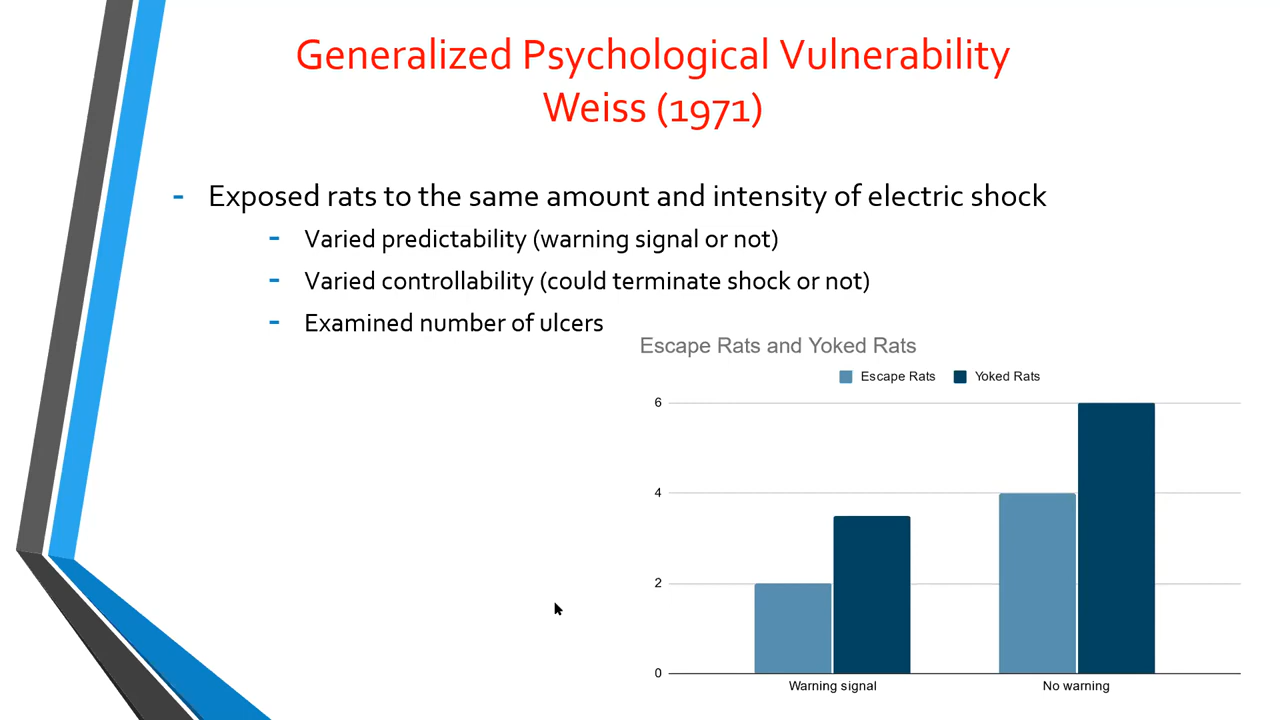 Generalized Psychological Vulnerability
Weiss (1971)
- Exposed rats to the same amount and intensity of electric shock
- Varied predictability (warning signal or not)
- Varied controllability (could terminate shock or not)
- Examined number of ulcers
Escape Rats and Yoked Rats
Escape Rats Yoked Rats
6
4
2
0
Warning signal No warning